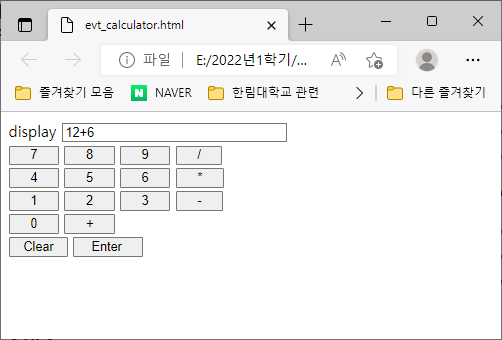 evt_calculator.html
파일 E:/2022년1학기/...
즐겨찾기 모음 NAVER 한림대학교 관련 다른 즐겨찾기
display 12+6
7 8 9 /
4 5 6 *
1 2 3 -
0 +
Clear Enter